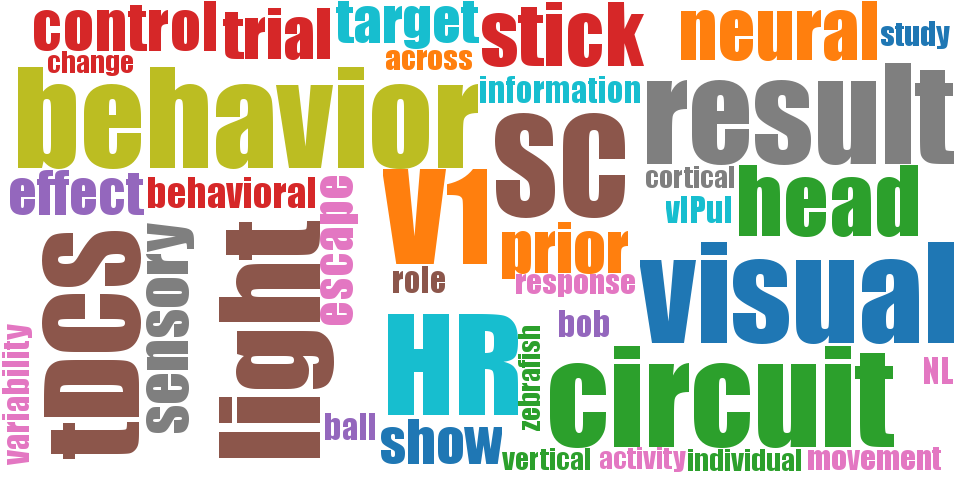 control
trial
target
stick
neural
study
change
across
behavior
information
result
SC
effect
behavioral
escape
V1
cortical
vlPul
head
tDCS
sensory
light
role
prior
response
visual
variability
HR
bob
zebrafish
circuit
NL
ball
show
vertical
activity
individual
movement